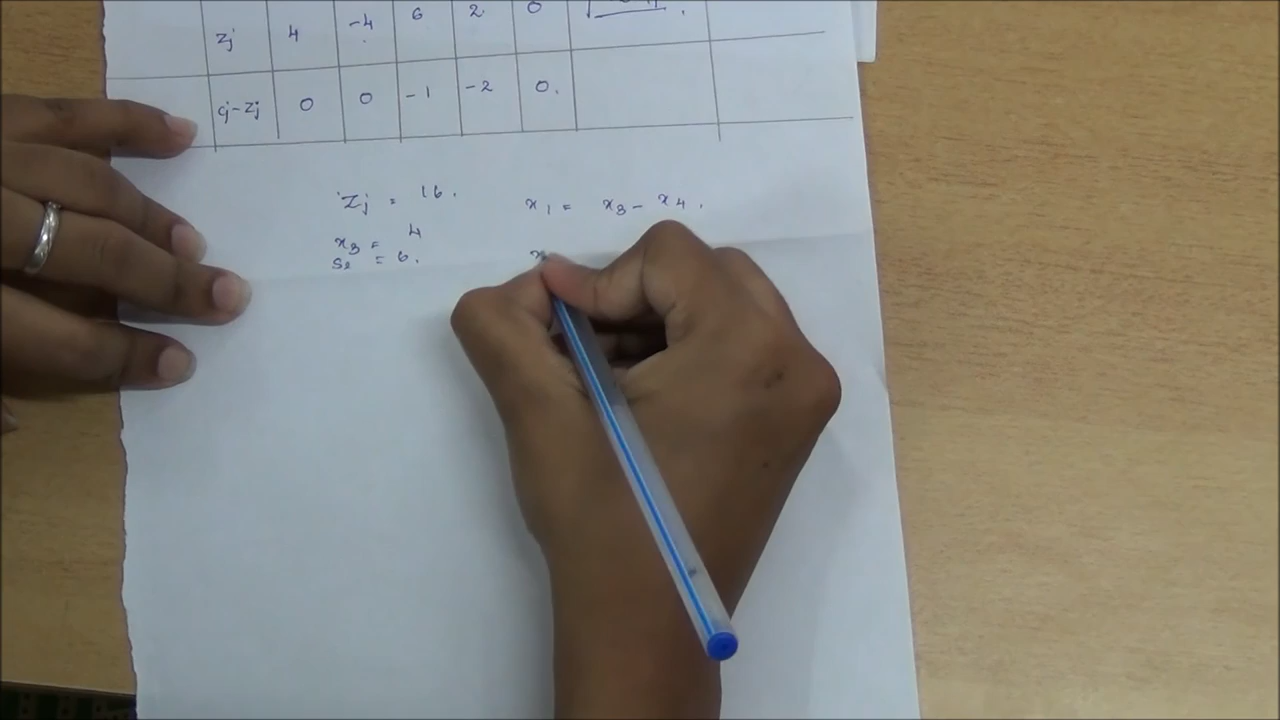 Zj 4 -4 6 2 0
cj-Zj 0 0 -1 -2 0.
Zj = 16. x1 = x3 - x4.
x3 = 4
S2 = 6. x